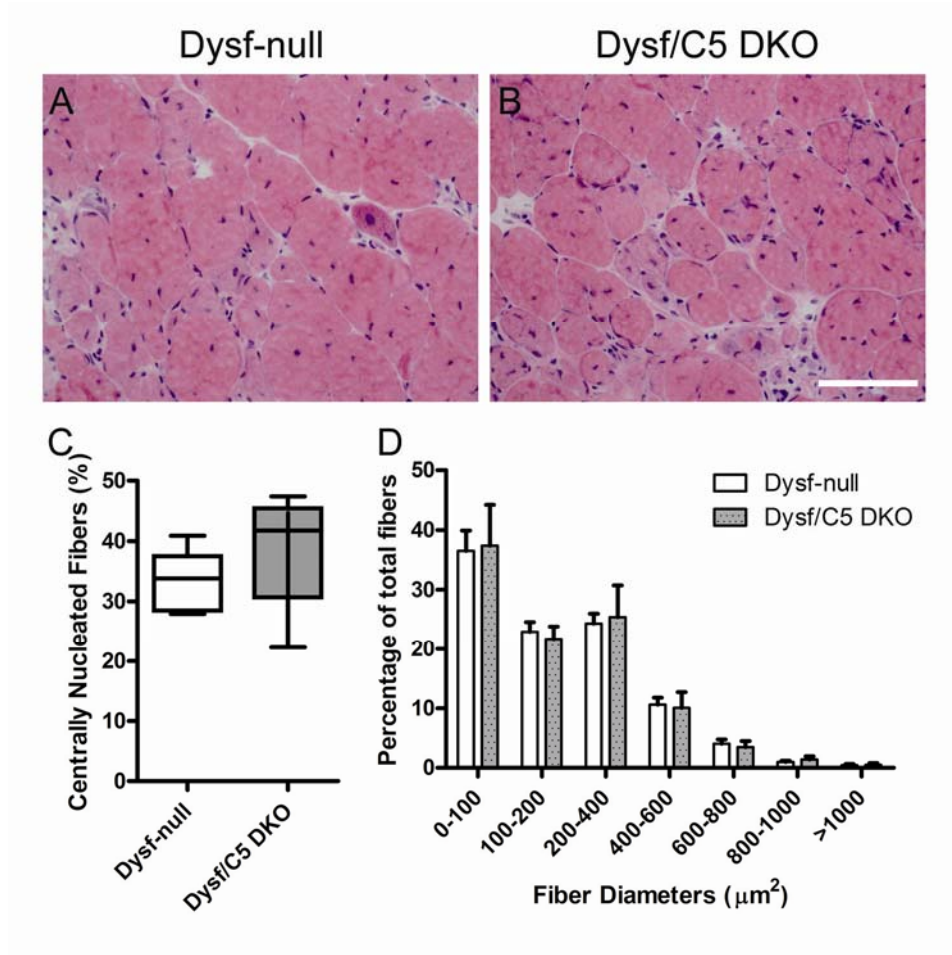 Dysf-null
Dysf/C5 DKO
A
B
C
Centrally Nucleated Fibers (%)
50
40
30
20
10
0
Dysf-null
Dysf/C5 DKO
D
Percentage of total fibers
50
40
30
20
10
0
Dysf-null
Dysf/C5 DKO
0-100
100-200
200-400
400-600
600-800
800-1000
>1000
Fiber Diameters (μm²)